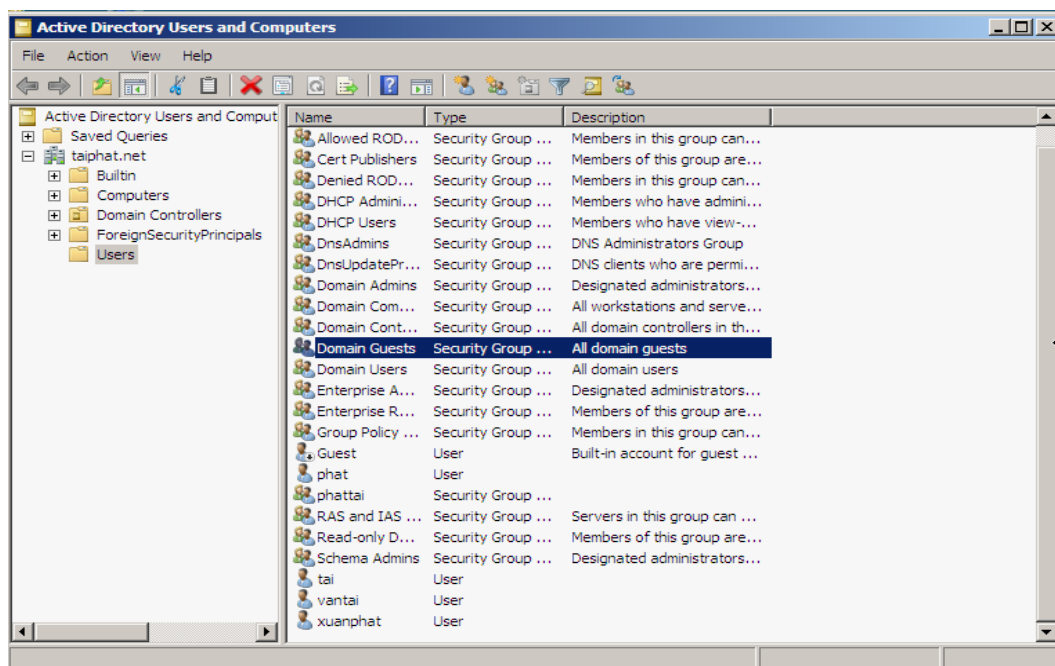 Active Directory Users and Computers
File Action View Help
Active Directory Users and Comput
Saved Queries
taiphat.net
Builtin
Computers
Domain Controllers
ForeignSecurityPrincipals
Users
Name Type Description
Allowed ROD... Security Group ... Members in this group can...
Cert Publishers Security Group ... Members of this group are...
Denied ROD... Security Group ... Members in this group can...
DHCP Admini... Security Group ... Members who have admini...
DHCP Users Security Group ... Members who have view-...
DnsAdmins Security Group ... DNS Administrators Group
DnsUpdatePr... Security Group ... DNS clients who are permi...
Domain Admins Security Group ... Designated administrators...
Domain Com... Security Group ... All workstations and serve...
Domain Cont... Security Group ... All domain controllers in th...
Domain Guests Security Group ... All domain guests
Domain Users Security Group ... All domain users
Enterprise A... Security Group ... Designated administrators...
Enterprise R... Security Group ... Members of this group are...
Group Policy ... Security Group ... Members in this group can...
Guest User Built-in account for guest ...
phat User
phattai Security Group ...
RAS and IAS ... Security Group ... Servers in this group can ...
Read-only D... Security Group ... Members of this group are...
Schema Admins Security Group ... Designated administrators...
tai User
vantai User
xuanphat User